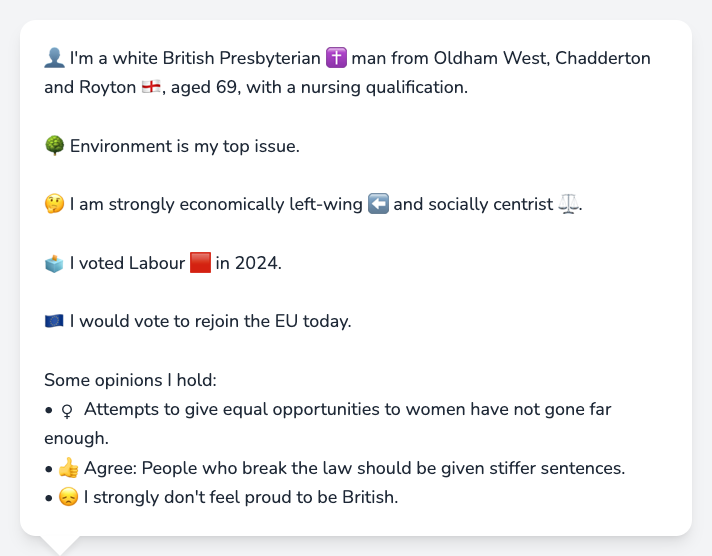 👤 I'm a white British Presbyterian ✝️ man from Oldham West, Chadderton
and Royton 🏴󠁧󠁢󠁥󠁮󠁧󠁿, aged 69, with a nursing qualification.
🌳 Environment is my top issue.
🤔 I am strongly economically left-wing ⬅️ and socially centrist ⚖️.
🗳️ I voted Labour 🟥 in 2024.
🇪🇺 I would vote to rejoin the EU today.
Some opinions I hold:
• ♀ Attempts to give equal opportunities to women have not gone far
enough.
• 👍 Agree: People who break the law should be given stiffer sentences.
• 😞 I strongly don't feel proud to be British.